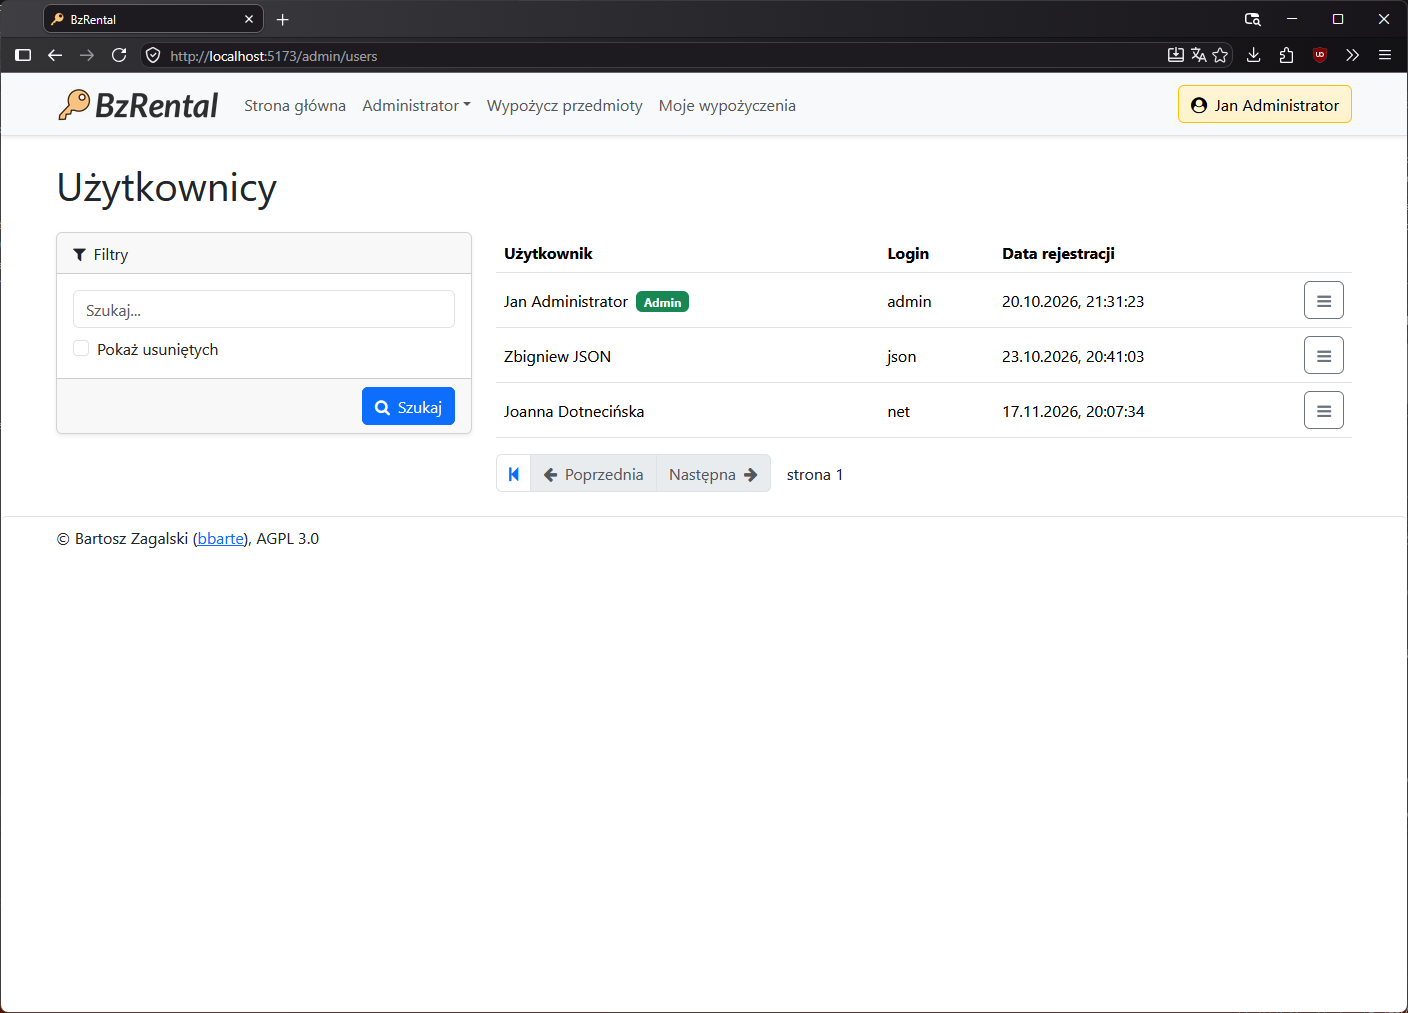 BzRental
http://localhost:5173/admin/users
BzRental Strona główna Administrator Wypożycz przedmioty Moje wypożyczenia Jan Administrator
Użytkownicy
Filtry
Szukaj...
Pokaż usuniętych
Szukaj
Użytkownik Login Data rejestracji
Jan Administrator Admin admin 20.10.2026, 21:31:23
Zbigniew JSON json 23.10.2026, 20:41:03
Joanna Dotnecińska net 17.11.2026, 20:07:34
Poprzednia Następna strona 1
© Bartosz Zagalski (bbarte), AGPL 3.0